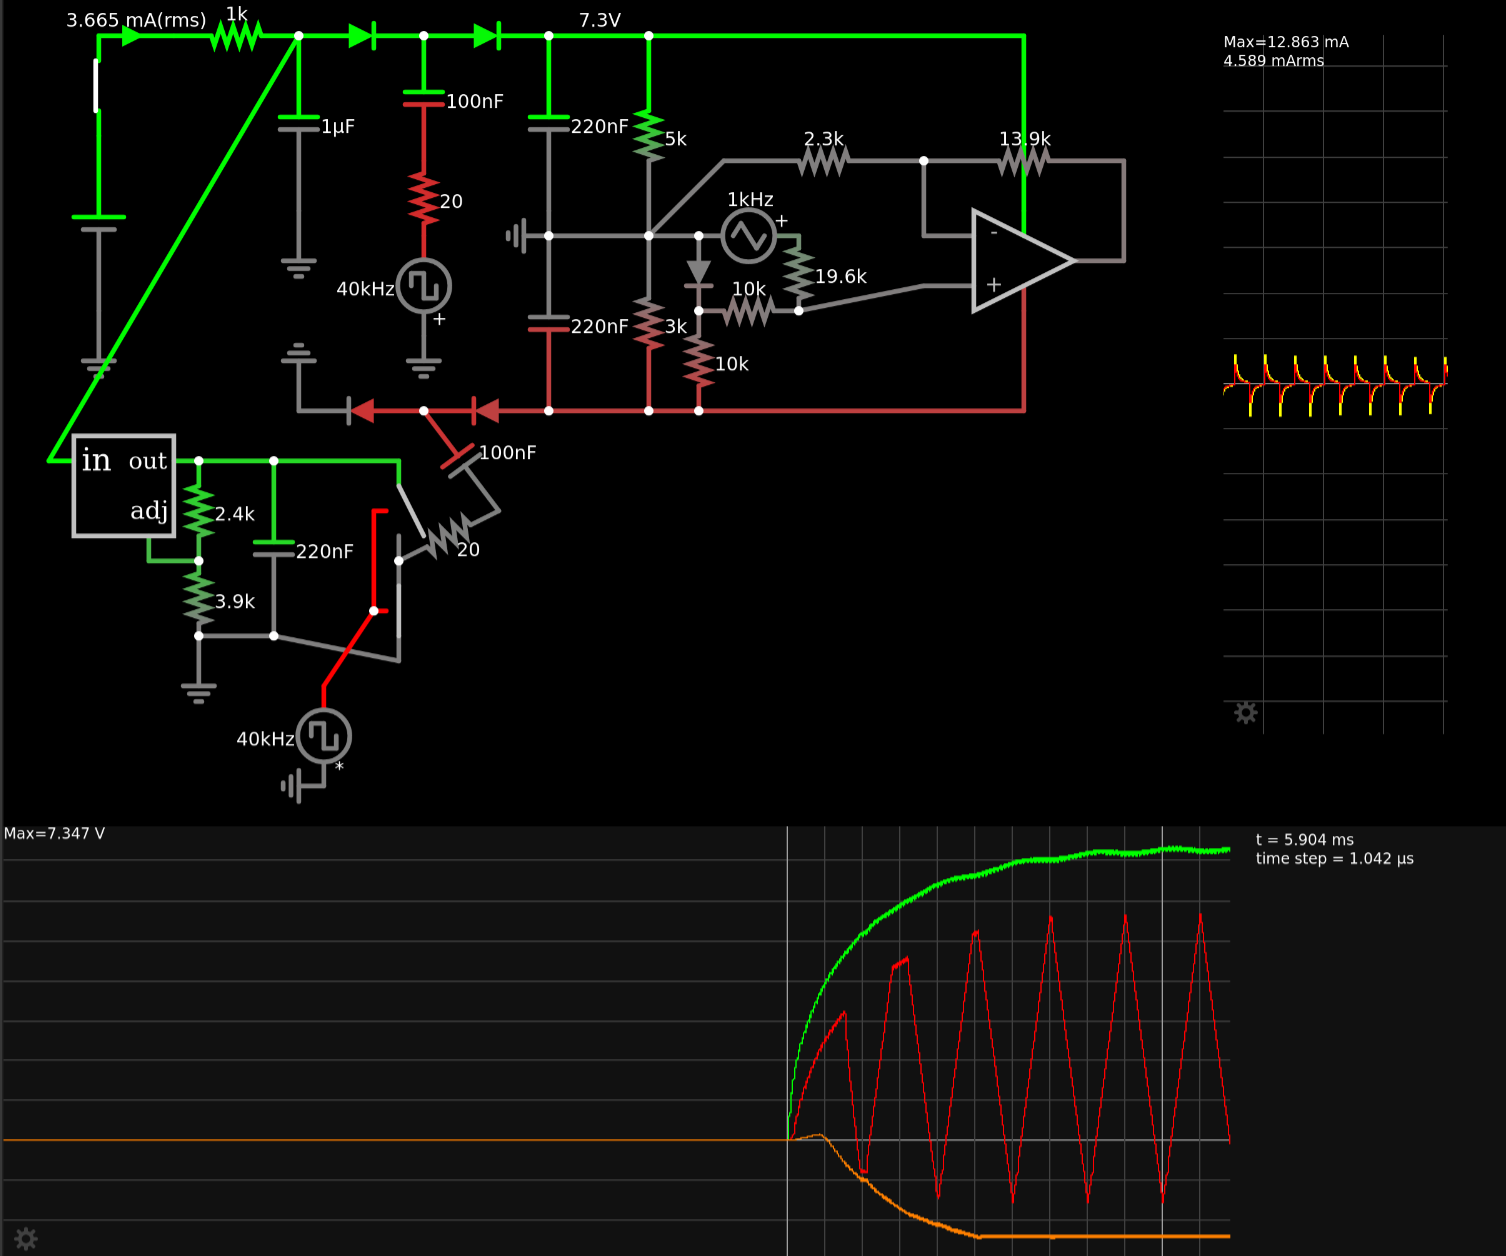 3.665 mA(rms)
1k
7.3V
Max=12.863 mA
4.589 mArms
100nF
1µF
220nF
5k
2.3k
13.9k
20
1kHz
+
-
19.6k
40kHz
10k
+
+
220nF
3k
10k
in out
adj
100nF
2.4k
20
220nF
3.9k
40kHz
*
Max=7.347 V
t = 5.904 ms
time step = 1.042 µs